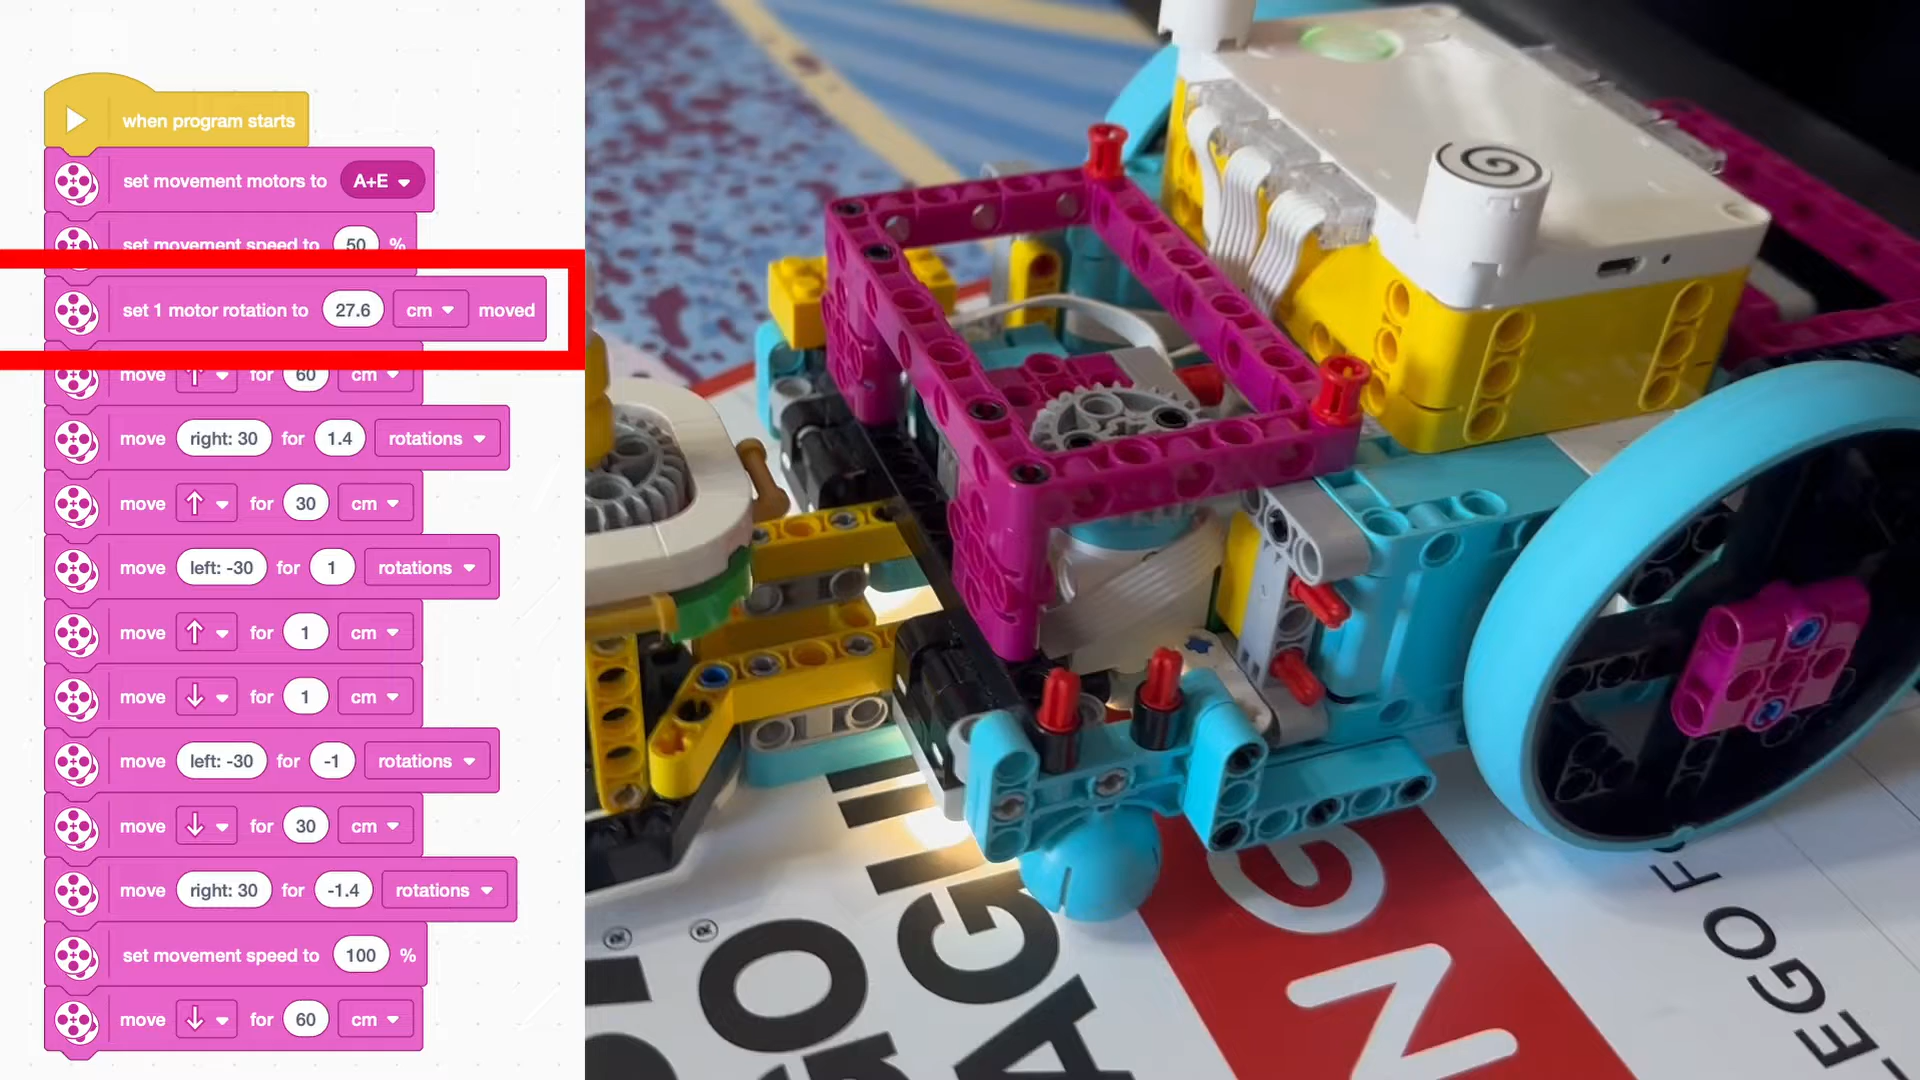 when program starts
set movement motors to A+E
set movement speed to 50 %
set 1 motor rotation to 27.6 cm moved
move ↑ for 60 cm
move right: 30 for 1.4 rotations
move ↑ for 30 cm
move left: -30 for 1 rotations
move ↑ for 1 cm
move ↓ for 1 cm
move left: -30 for -1 rotations
move ↓ for 30 cm
move right: 30 for -1.4 rotations
set movement speed to 100 %
move ↓ for 60 cm
LEGO